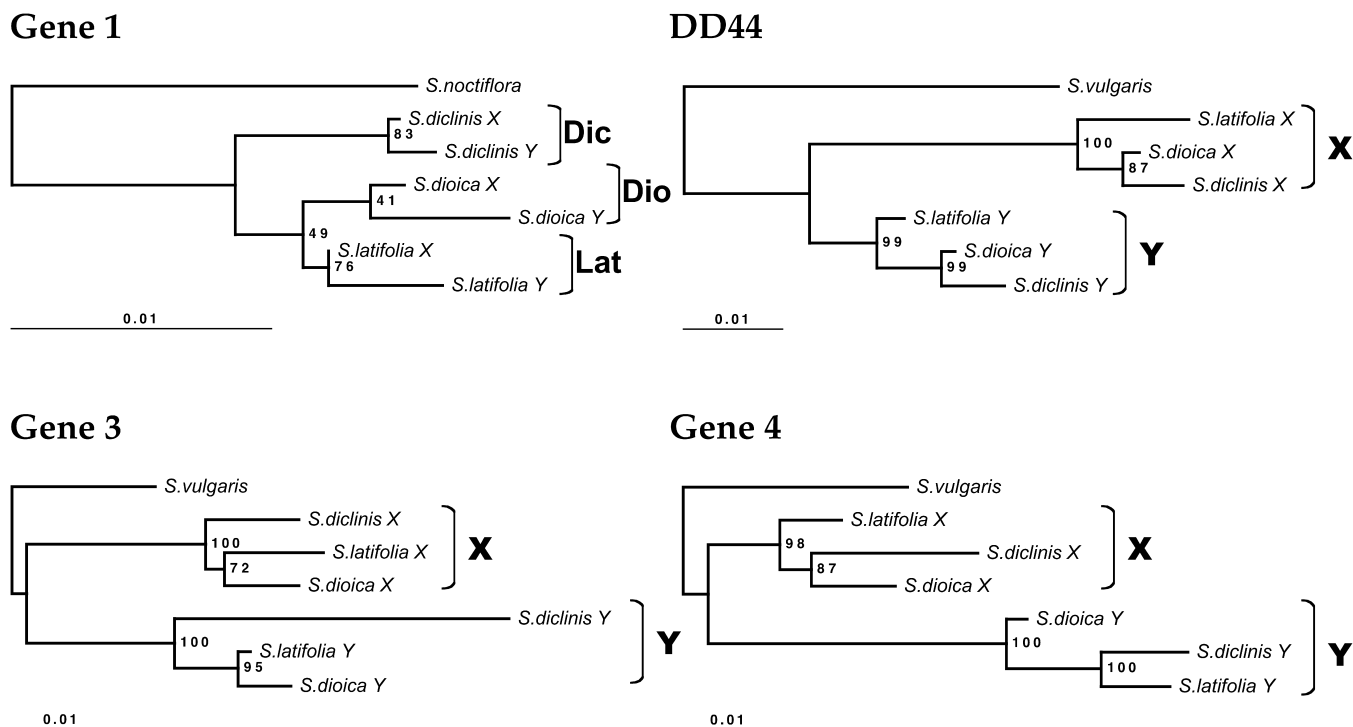 Gene 1
S.noctiflora
S.diclinis X
83
S.diclinis Y
Dic
S.dioica X
41
S.dioica Y
Dio
49
S.latifolia X
76
S.latifolia Y
Lat
0.01
DD44
S.vulgaris
S.latifolia X
100
S.dioica X
87
S.diclinis X
X
S.latifolia Y
99
S.dioica Y
99
S.diclinis Y
Y
0.01
Gene 3
S.vulgaris
S.diclinis X
100
S.latifolia X
72
S.dioica X
X
S.diclinis Y
100
S.latifolia Y
95
S.dioica Y
Y
0.01
Gene 4
S.vulgaris
S.latifolia X
98
S.diclinis X
87
S.dioica X
X
S.dioica Y
100
S.diclinis Y
100
S.latifolia Y
Y
0.01